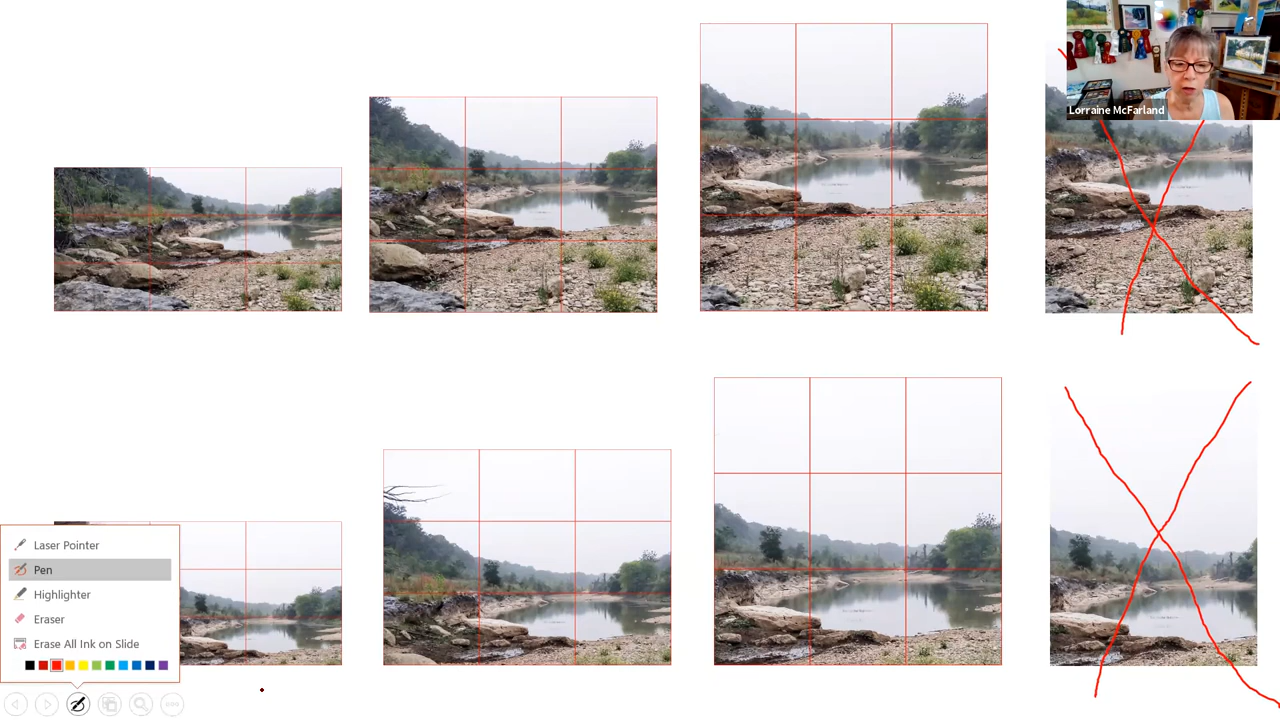 Lorraine McFarland
Laser Pointer
Pen
Highlighter
Eraser
Erase All Ink on Slide